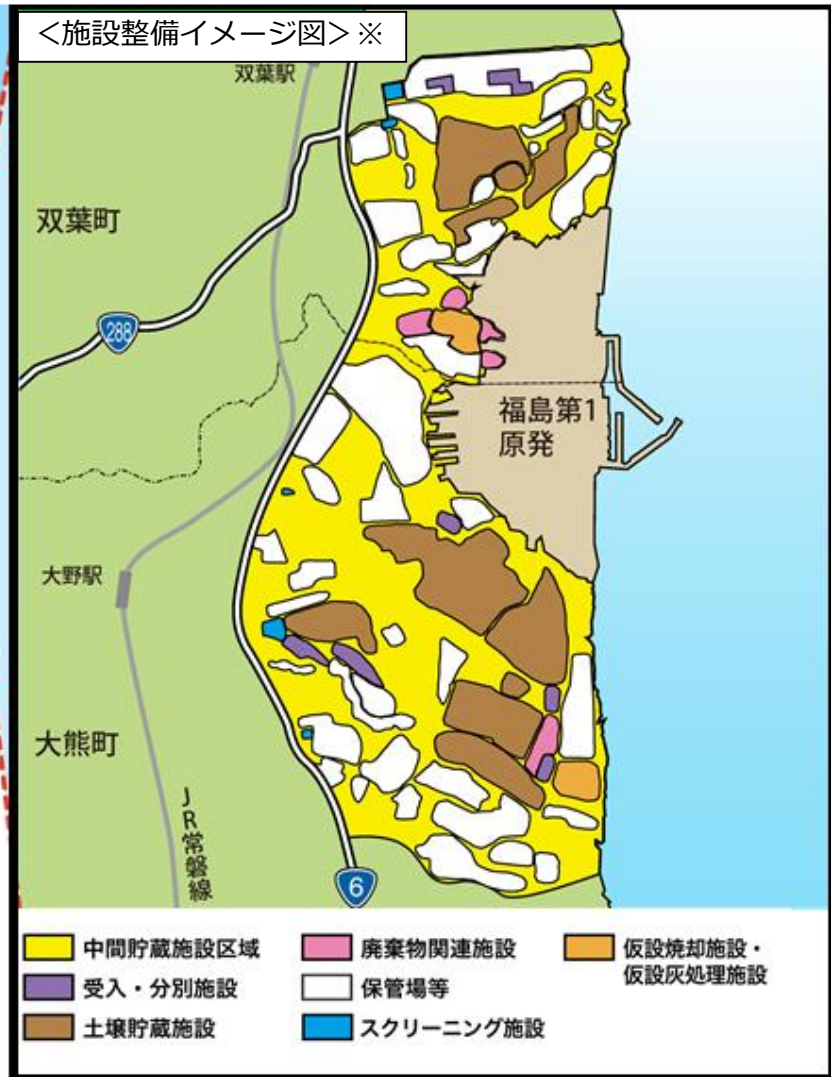 ＜施設整備イメージ図＞※
双葉駅
双葉町
288
福島第1
原発
大野駅
大熊町
JR常磐線
6
中間貯蔵施設区域
廃棄物関連施設
仮設焼却施設・
仮設灰処理施設
受入・分別施設
保管場等
土壌貯蔵施設
スクリーニング施設